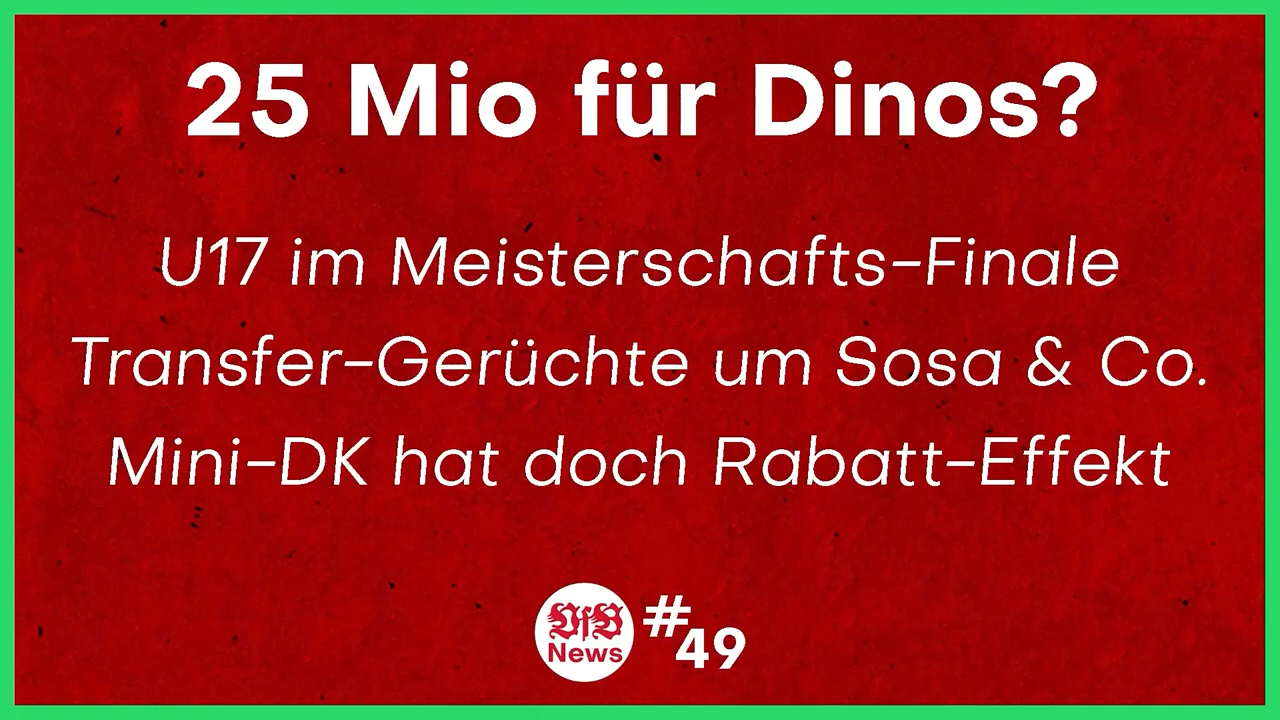 25 Mio für Dinos?
U17 im Meisterschafts-Finale
Transfer-Gerüchte um Sosa & Co.
Mini-DK hat doch Rabatt-Effekt
VfB
News
#49